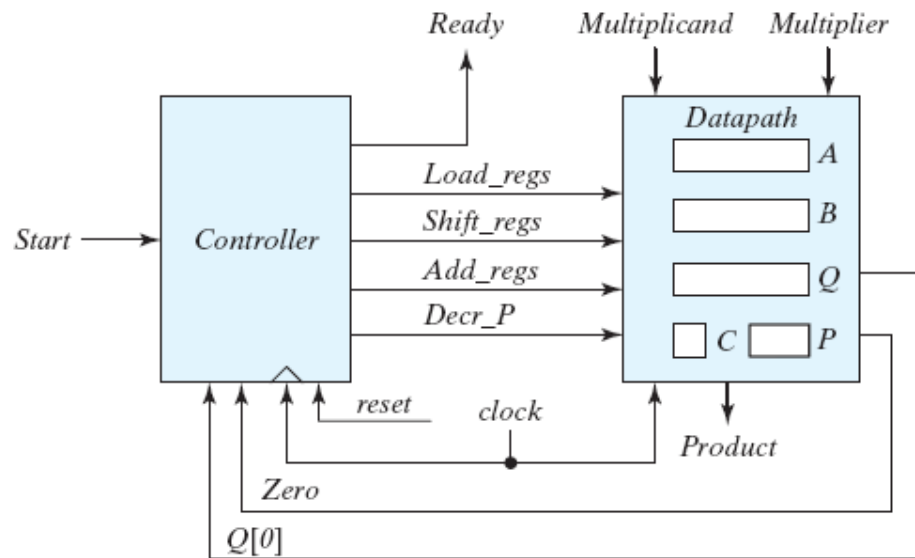 Ready
Multiplicand
Multiplier
Datapath
A
Load_regs
B
Shift_regs
Start
Controller
Add_regs
Q
Decr_P
C
P
reset
clock
Product
Zero
Q[0]